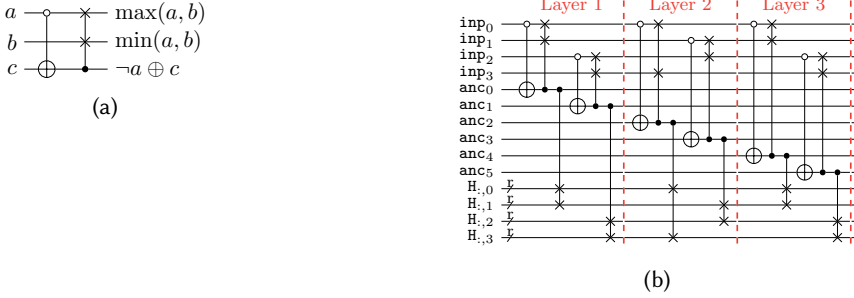 a
max(a, b)
b
min(a, b)
c
¬a ⊕ c
(a)
Layer 1 Layer 2 Layer 3
inp₀
inp₁
inp₂
inp₃
anc₀
anc₁
anc₂
anc₃
anc₄
anc₅
H:,₀ r
H:,₁ r
H:,₂ r
H:,₃ r
(b)